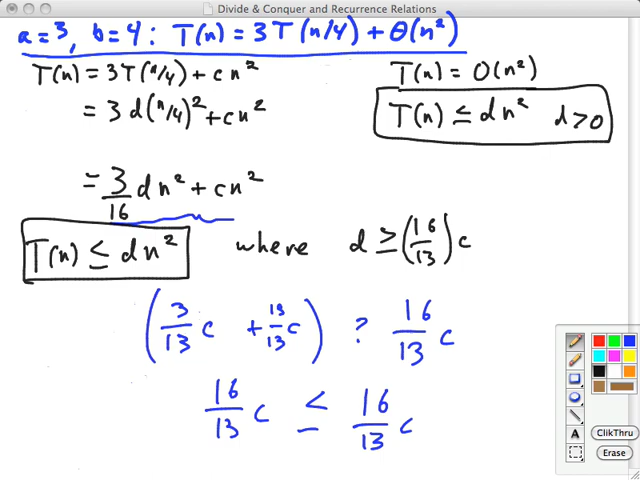 Divide & Conquer and Recurrence Relations
a=3, b=4: T(n)=3T(n/4)+Θ(n²)
T(n)=3T(n/4)+cn²
T(n)=O(n²)
=3d(n/4)²+cn²
T(n)≤dn² d>0
=3/16 dn²+cn²
T(n)≤dn² where d≥(16/13)c
(3/13 c +13/13 c) ? 16/13 c
16/13 c ≤ 16/13 c
A
ClikThru
Erase